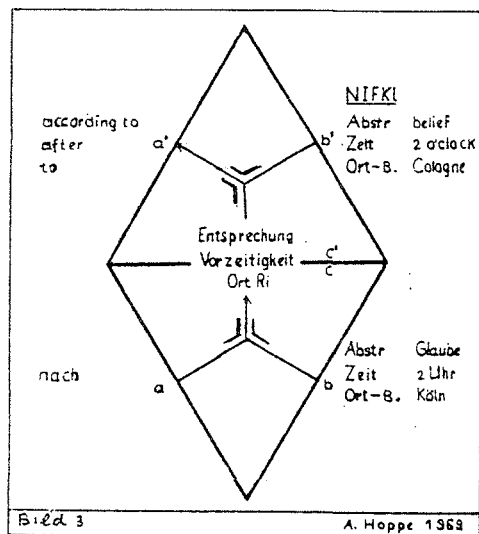 NIFKL
according to
after
to
a'
b'
Abstr belief
Zeit 2 o'clock
Ort-B. Cologne
Entsprechung
Vorzeitigkeit
Ort Ri
c'
c
nach
a
b
Abstr Glaube
Zeit 2 Uhr
Ort-B. Köln
Bild 3
A. Hoppe 1969